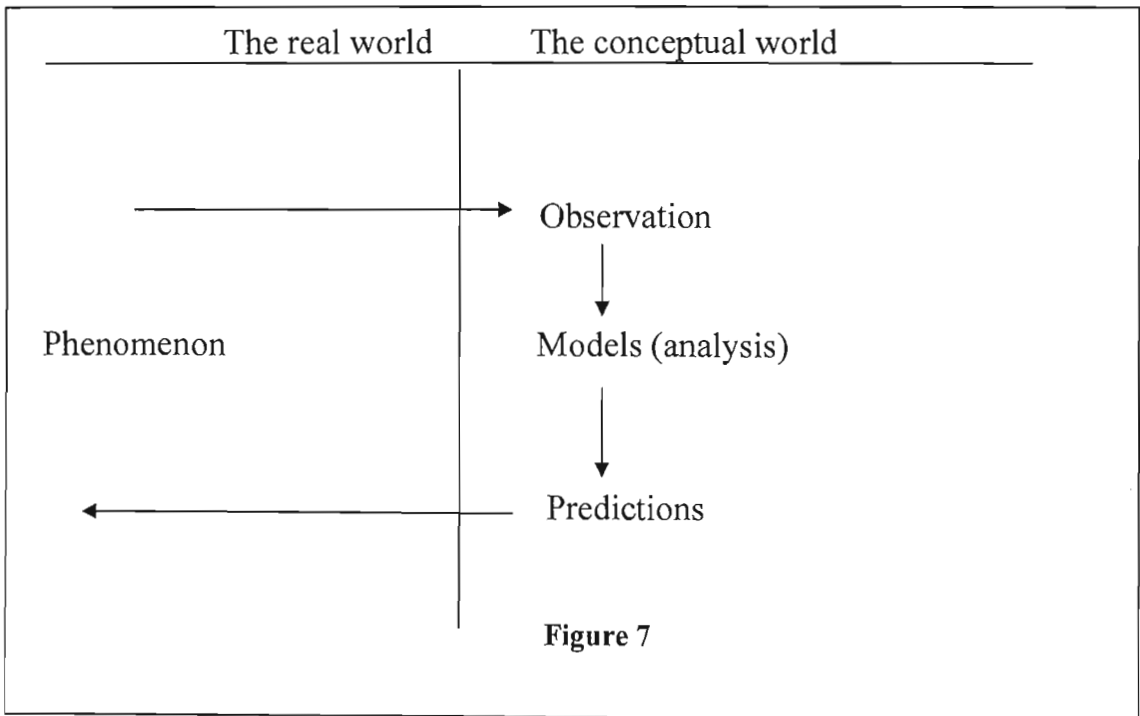 The real world The conceptual world
Observation
Phenomenon Models (analysis)
Predictions
Figure 7